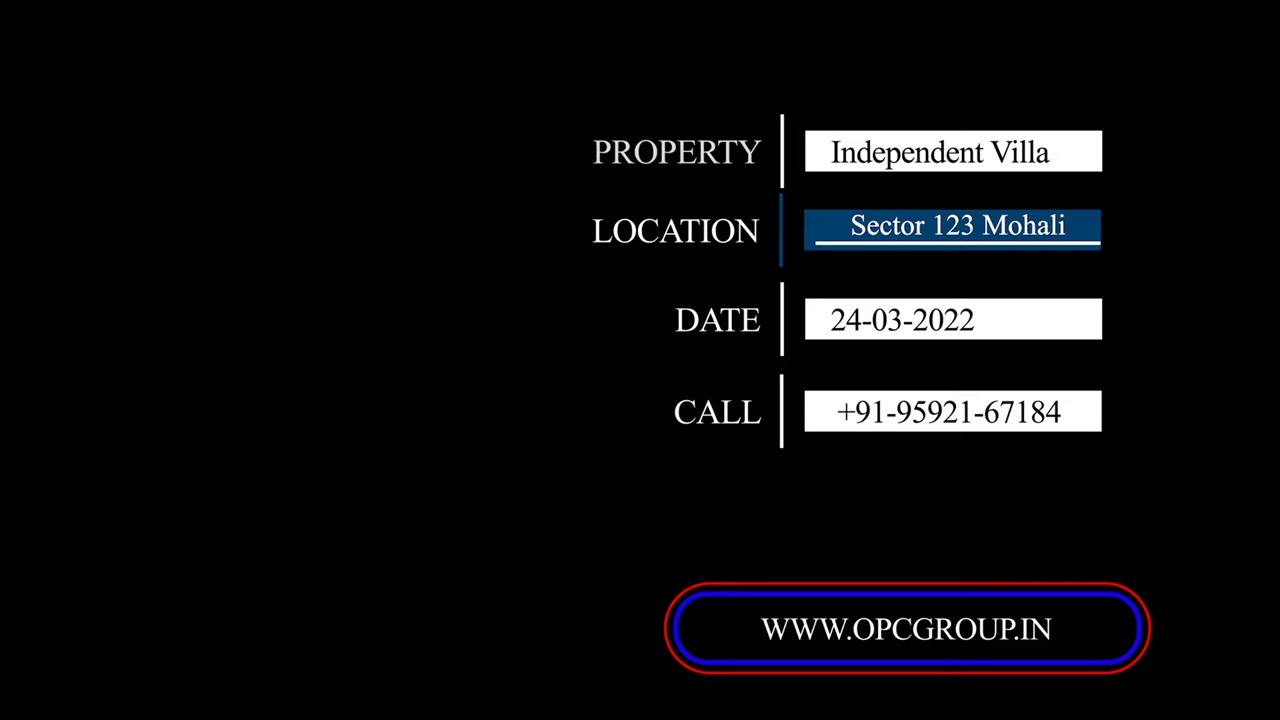 PROPERTY Independent Villa
LOCATION Sector 123 Mohali
DATE 24-03-2022
CALL +91-95921-67184
WWW.OPCGROUP.IN